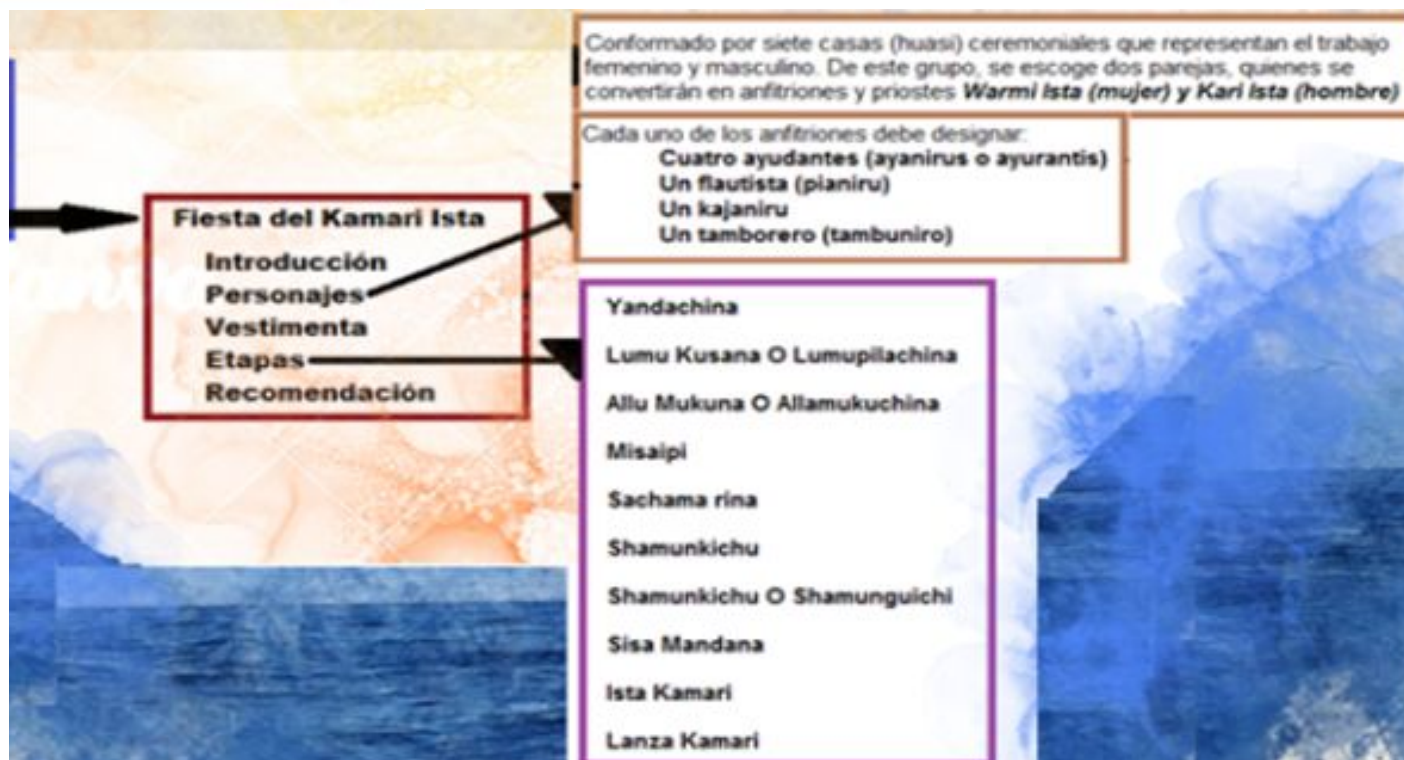 Conformado por siete casas (huasi) ceremoniales que representan el trabajo
femenino y masculino. De este grupo, se escoge dos parejas, quienes se
convertirán en anfitriones y priostes Warmi Ista (mujer) y Kari Ista (hombre)
Cada uno de los anfitriones debe designar:
Cuatro ayudantes (ayanirus o ayurantis)
Un flautista (pianiru)
Un kajaniru
Un tamborero (tambuniro)
Fiesta del Kamari Ista
Introducción
Personajes
Vestimenta
Etapas
Recomendación
Yandachina
Lumu Kusana O Lumupilachina
Allu Mukuna O Allamukuchina
Misaipi
Sachama rina
Shamunkichu
Shamunkichu O Shamunguichi
Sisa Mandana
Ista Kamari
Lanza Kamari